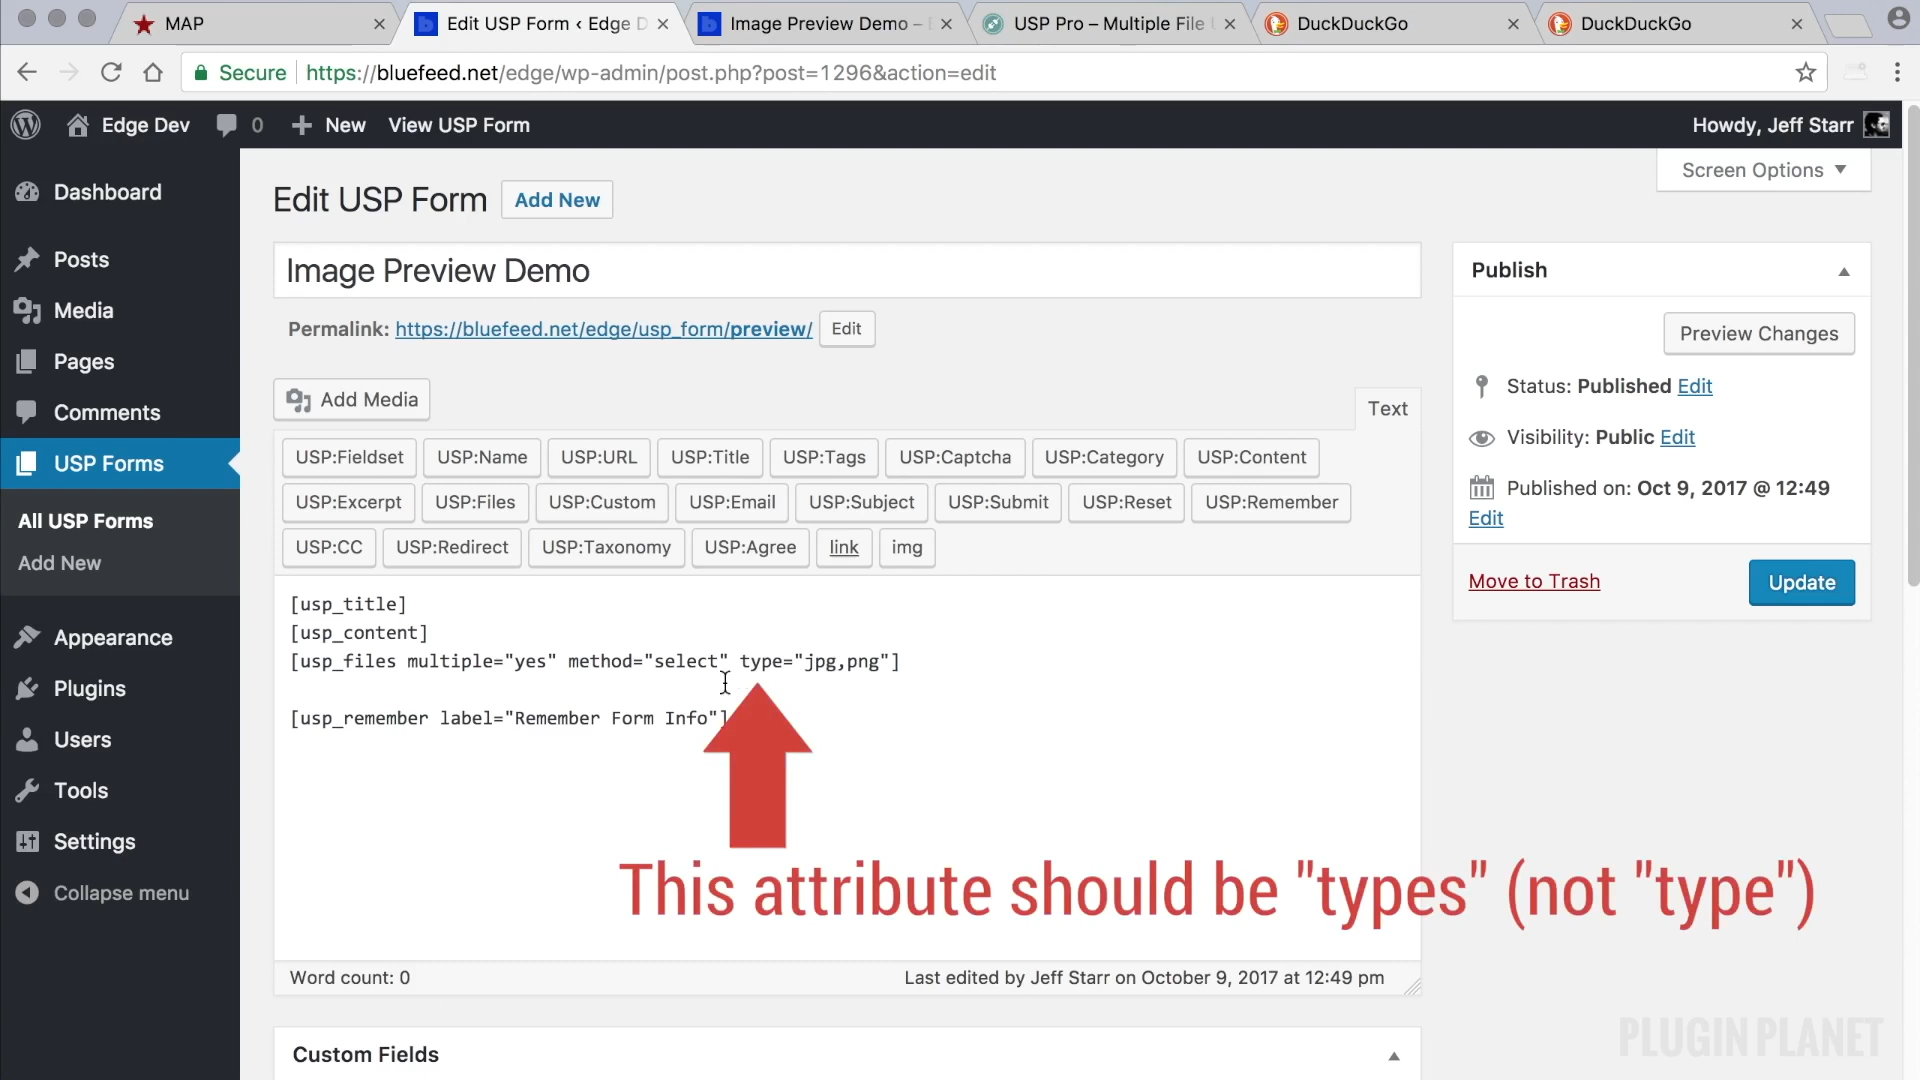 MAP
Edit USP Form ‹ Edge D
Image Preview Demo –
USP Pro – Multiple File
DuckDuckGo
DuckDuckGo
Secure
https://bluefeed.net/edge/wp-admin/post.php?post=1296&action=edit
Edge Dev
0
New
View USP Form
Howdy, Jeff Starr
Screen Options
Dashboard
Posts
Media
Pages
Comments
USP Forms
All USP Forms
Add New
Appearance
Plugins
Users
Tools
Settings
Collapse menu
Edit USP Form
Add New
Image Preview Demo
Permalink: https://bluefeed.net/edge/usp_form/preview/
Edit
Add Media
Text
USP:Fieldset USP:Name USP:URL USP:Title USP:Tags USP:Captcha USP:Category USP:Content
USP:Excerpt USP:Files USP:Custom USP:Email USP:Subject USP:Submit USP:Reset USP:Remember
USP:CC USP:Redirect USP:Taxonomy USP:Agree link img
[usp_title]
[usp_content]
[usp_files multiple="yes" method="select" type="jpg,png"]
[usp_remember label="Remember Form Info"]
This attribute should be "types" (not "type")
Word count: 0
Last edited by Jeff Starr on October 9, 2017 at 12:49 pm
Custom Fields
Publish
Preview Changes
Status: Published Edit
Visibility: Public Edit
Published on: Oct 9, 2017 @ 12:49
Edit
Move to Trash
Update
PLUGIN PLANET